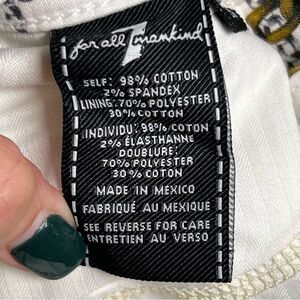 7
for all mankind
SELF: 98% COTTON
2% SPANDEX
LINING: 70% POLYESTER
30% COTTON
INDIVIDU: 98% COTON
2% ÉLASTHANNE
DOUBLURE:
70% POLYESTER
30% COTON
MADE IN MEXICO
FABRIQUÉ AU MEXIQUE
SEE REVERSE FOR CARE
ENTRETIEN AU VERSO